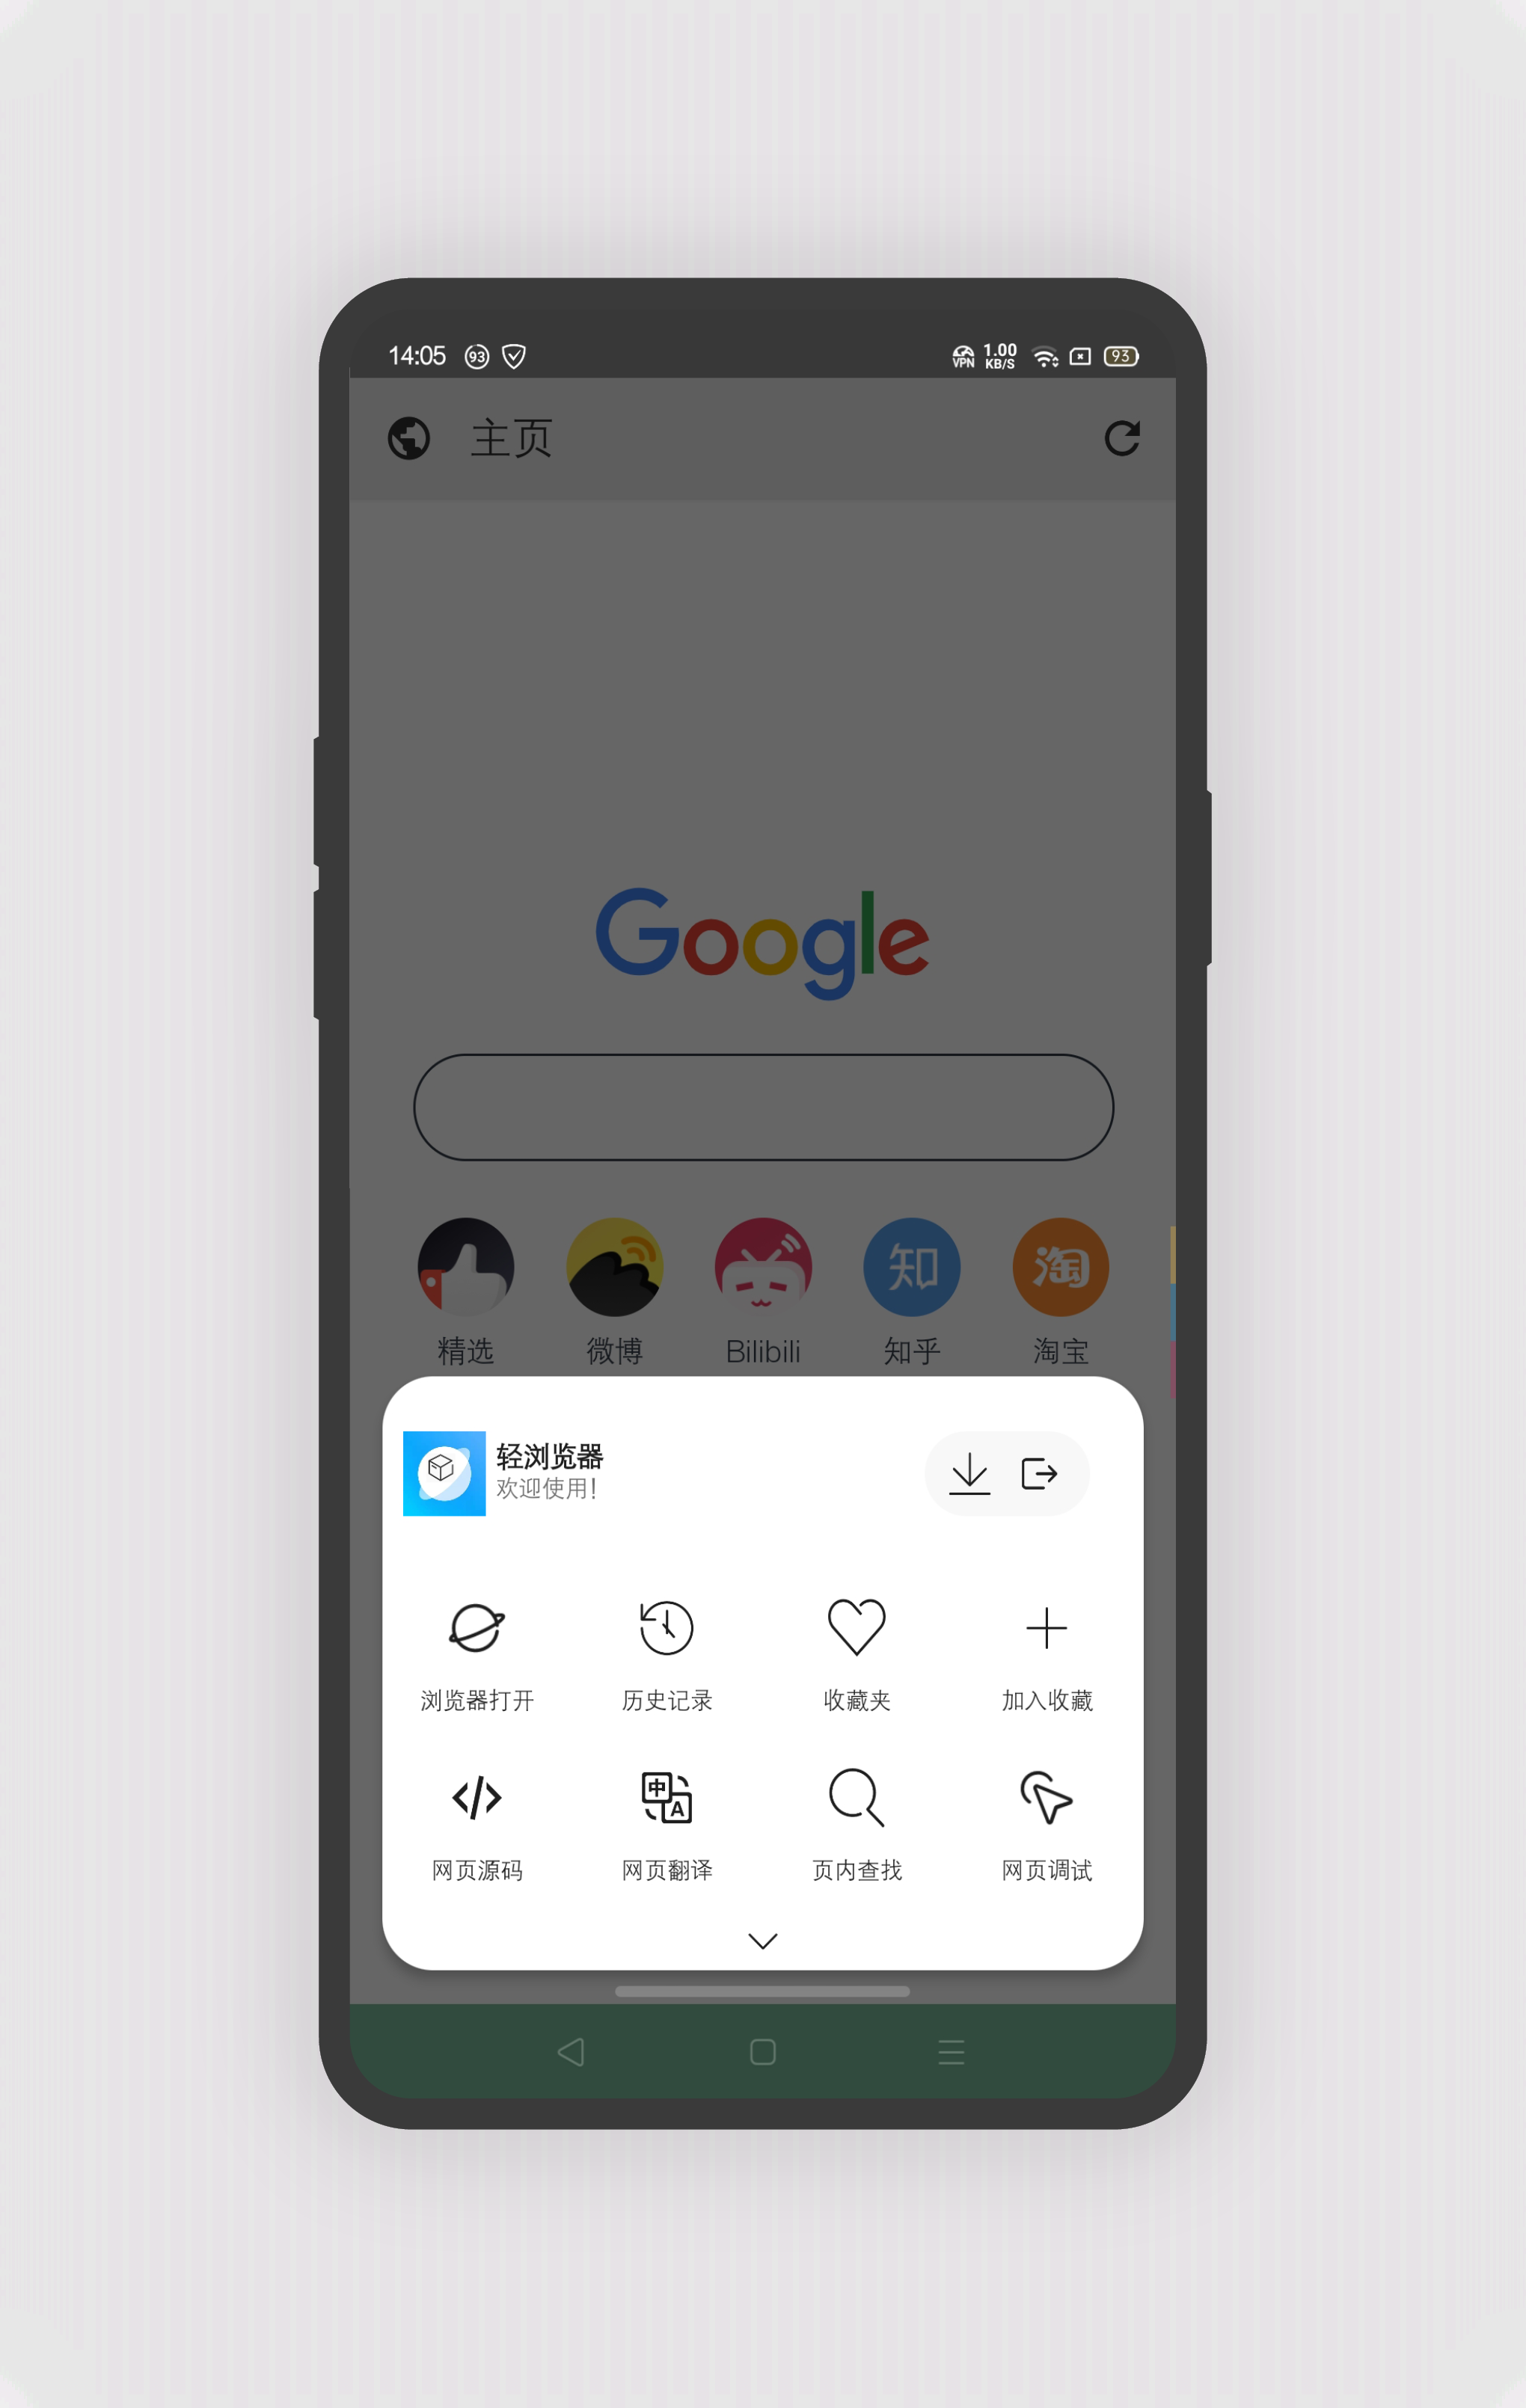 14:05 93 VPN 1.00 KB/S 93
主页
Google
知 淘
精选 微博 Bilibili 知乎 淘宝
轻浏览器
欢迎使用!
浏览器打开 历史记录 收藏夹 加入收藏
中 A
网页源码 网页翻译 页内查找 网页调试